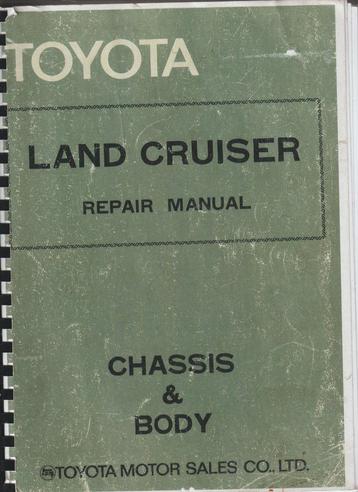 TOYOTA
LAND CRUISER
REPAIR MANUAL
CHASSIS
&
BODY
TOYOTA MOTOR SALES CO., LTD.